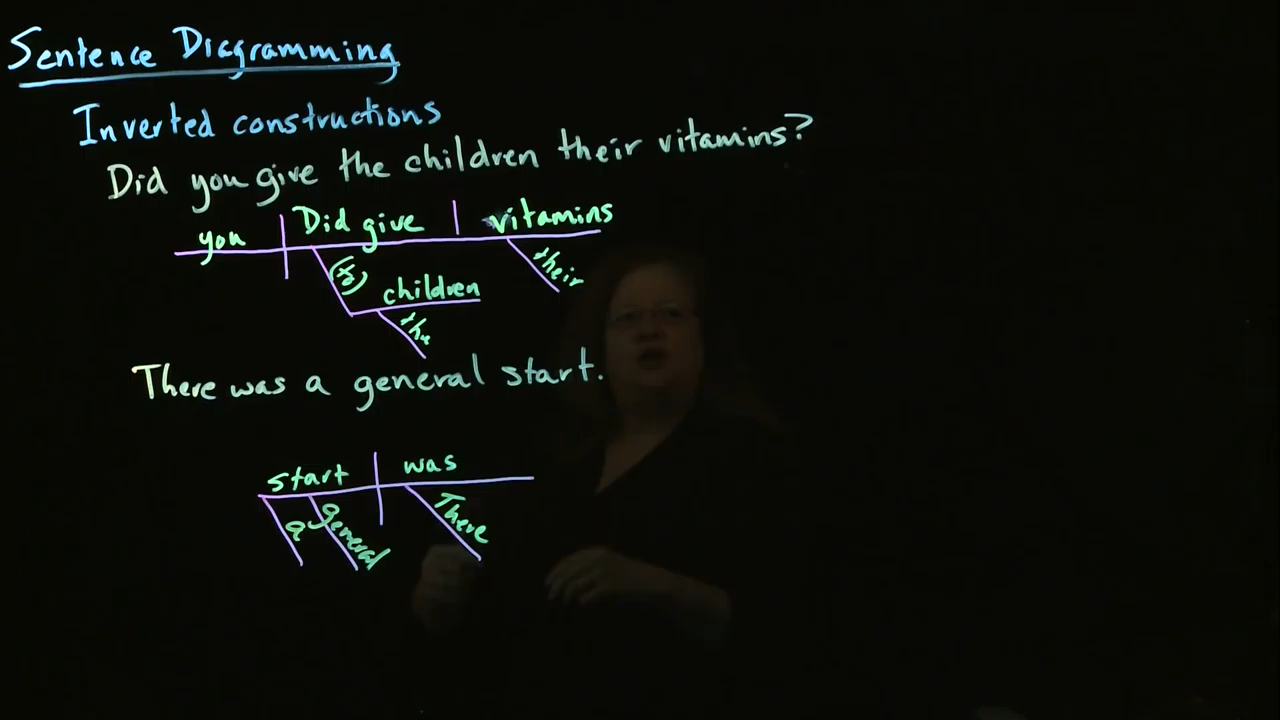 Sentence Diagramming
Inverted constructions
Did you give the children their vitamins?
you Did give vitamins
(to) their
children
the
There was a general start.
start was
a general There